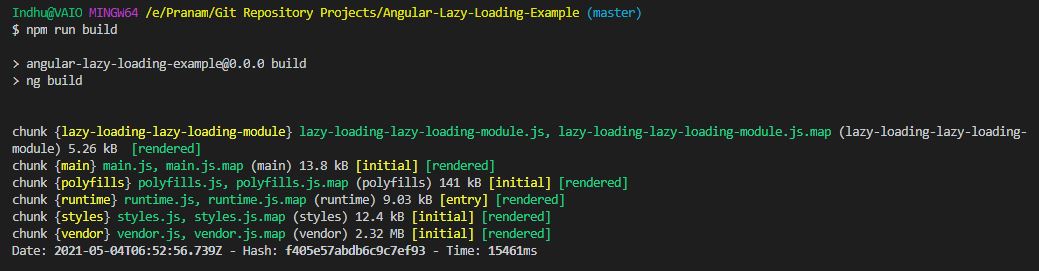 Indhu@VAIO MINGW64 /e/Pranam/Git Repository Projects/Angular-Lazy-Loading-Example (master)
$ npm run build
> angular-lazy-loading-example@0.0.0 build
> ng build
chunk {lazy-loading-lazy-loading-module} lazy-loading-lazy-loading-module.js, lazy-loading-lazy-loading-module.js.map (lazy-loading-lazy-loading-
module) 5.26 kB  [rendered]
chunk {main} main.js, main.js.map (main) 13.8 kB [initial] [rendered]
chunk {polyfills} polyfills.js, polyfills.js.map (polyfills) 141 kB [initial] [rendered]
chunk {runtime} runtime.js, runtime.js.map (runtime) 9.03 kB [entry] [rendered]
chunk {styles} styles.js, styles.js.map (styles) 12.4 kB [initial] [rendered]
chunk {vendor} vendor.js, vendor.js.map (vendor) 2.32 MB [initial] [rendered]
Date: 2021-05-04T06:52:56.739Z - Hash: f405e57abdb6c9c7ef93 - Time: 15461ms